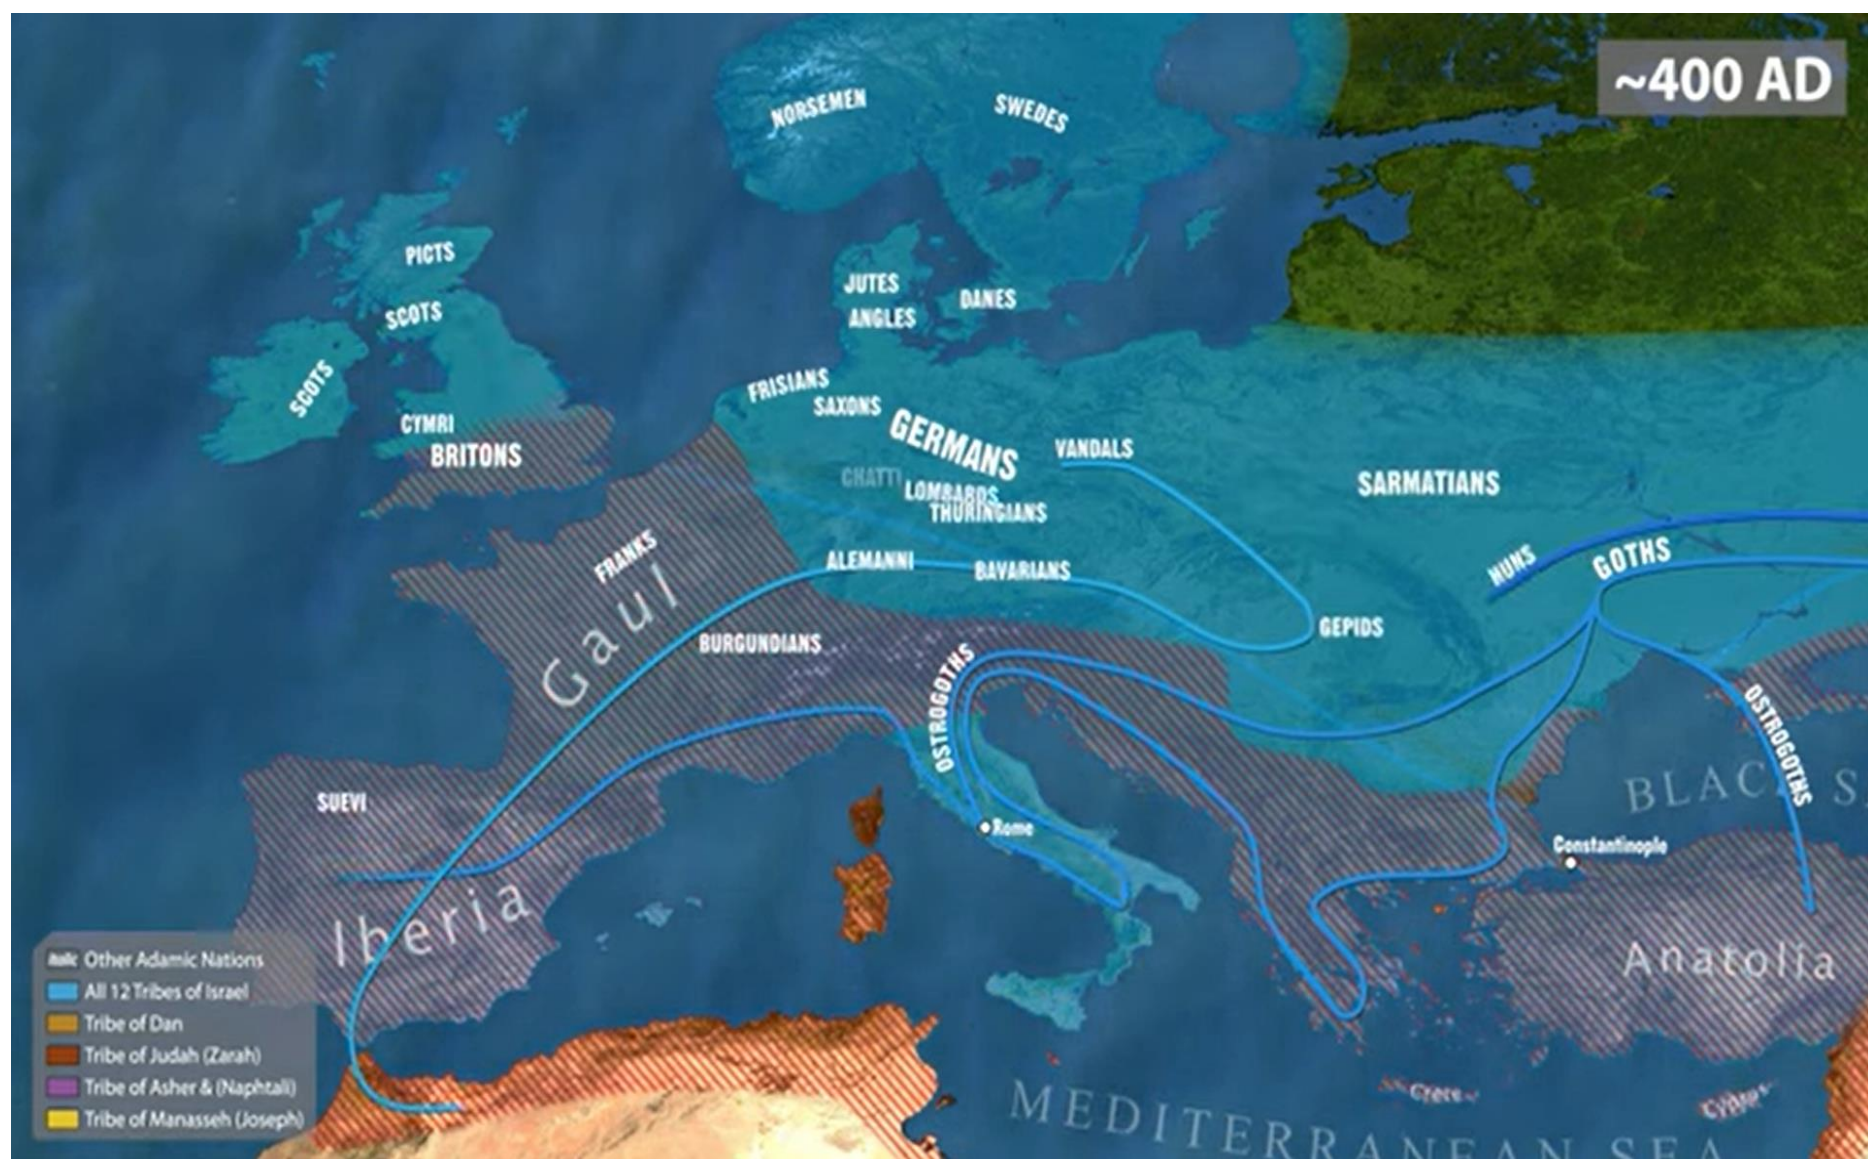 ~400 AD
NORSEMEN
SWEDES
PICTS
SCOTS
SCOTS
JUTES
ANGLES
DANES
FRISIANS
SAXONS
GERMANS
VANDALS
CYMRI
BRITONS
CHATTI
LOMBARDS
THURINGIANS
SARMATIANS
FRANKS
Gaul
ALEMANNI
BAVARIANS
HUNS
GOTHS
GEPIDS
BURGUNDIANS
OSTROGOTHS
OSTROGOTHS
SUEVI
BLACK S
Rome
Constantinople
Iberia
Anatolia
Other Adamic Nations
All 12 Tribes of Israel
Tribe of Dan
Tribe of Judah (Zarah)
Tribe of Asher & (Naphtali)
Tribe of Manasseh (Joseph)
Crete
Cyprus
MEDITERRANEAN SEA